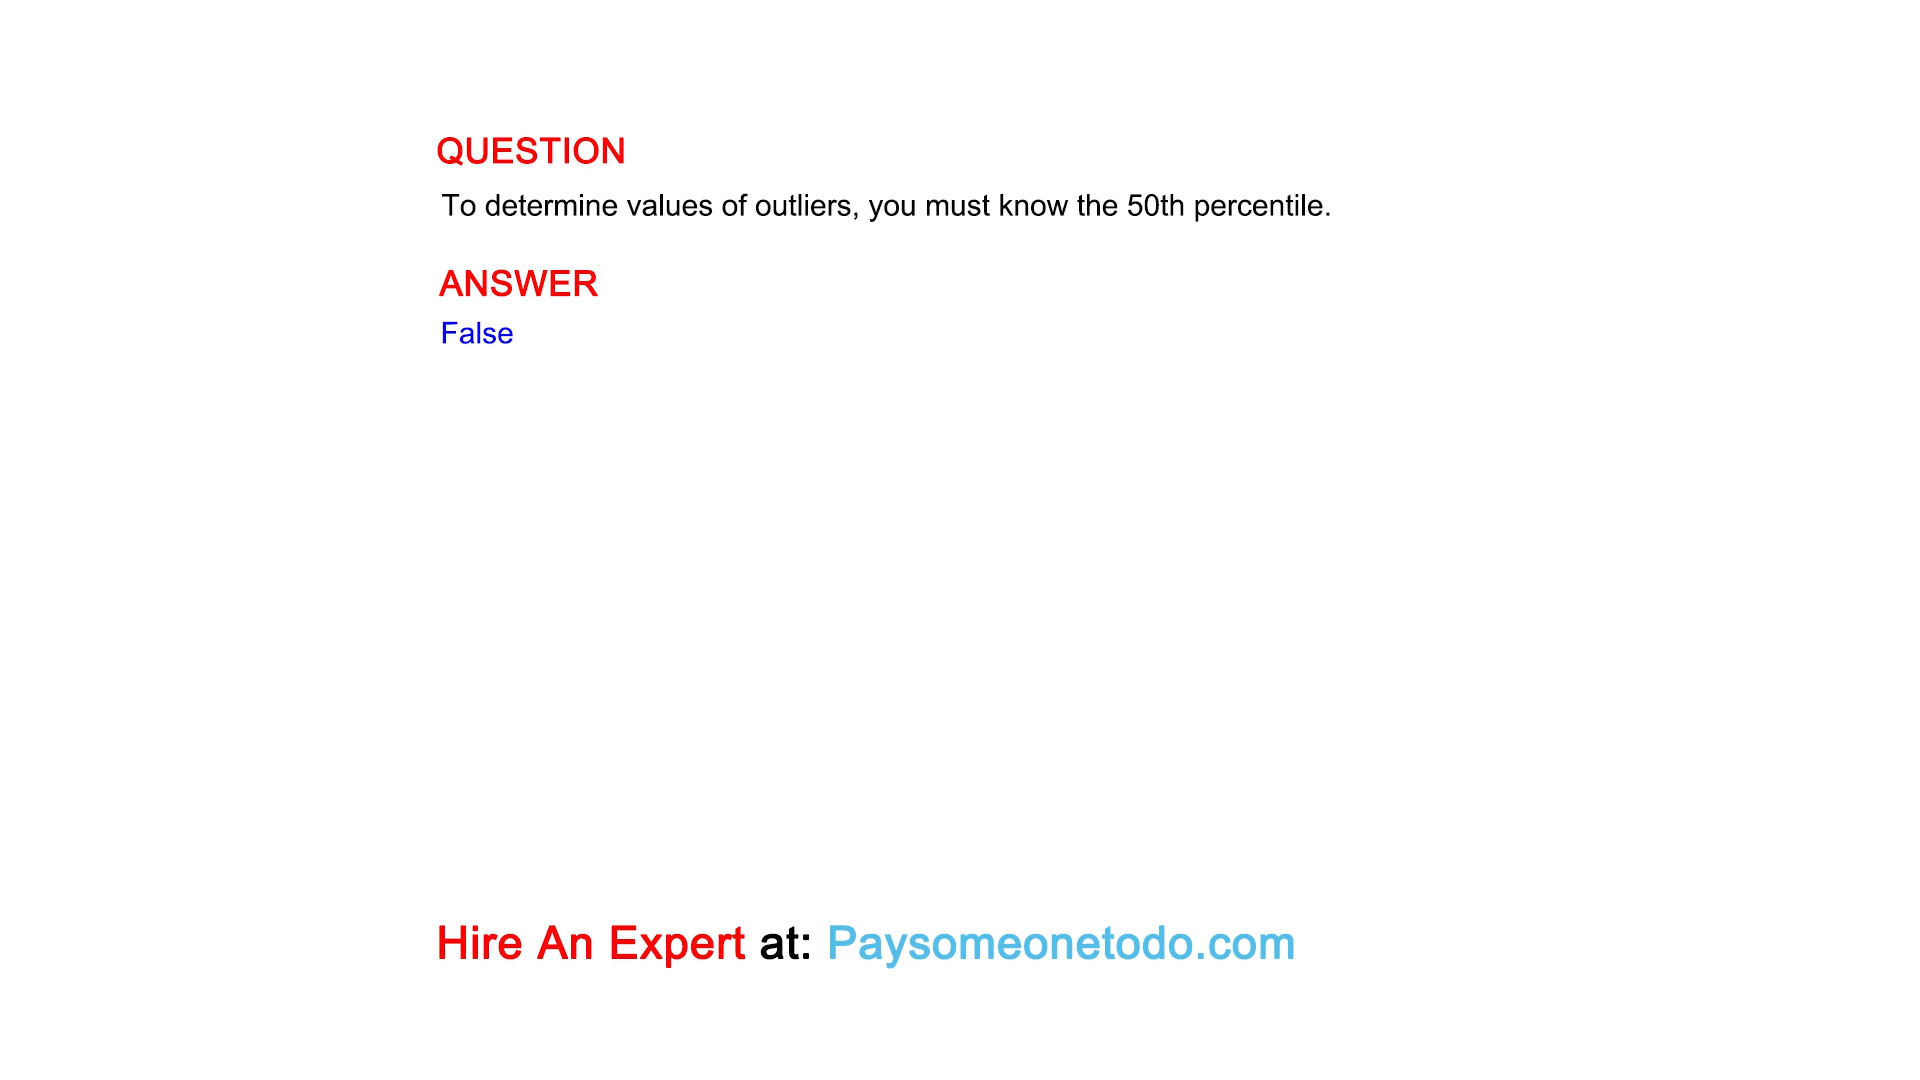 QUESTION
To determine values of outliers, you must know the 50th percentile.
ANSWER
False
Hire An Expert at: Paysomeonetodo.com